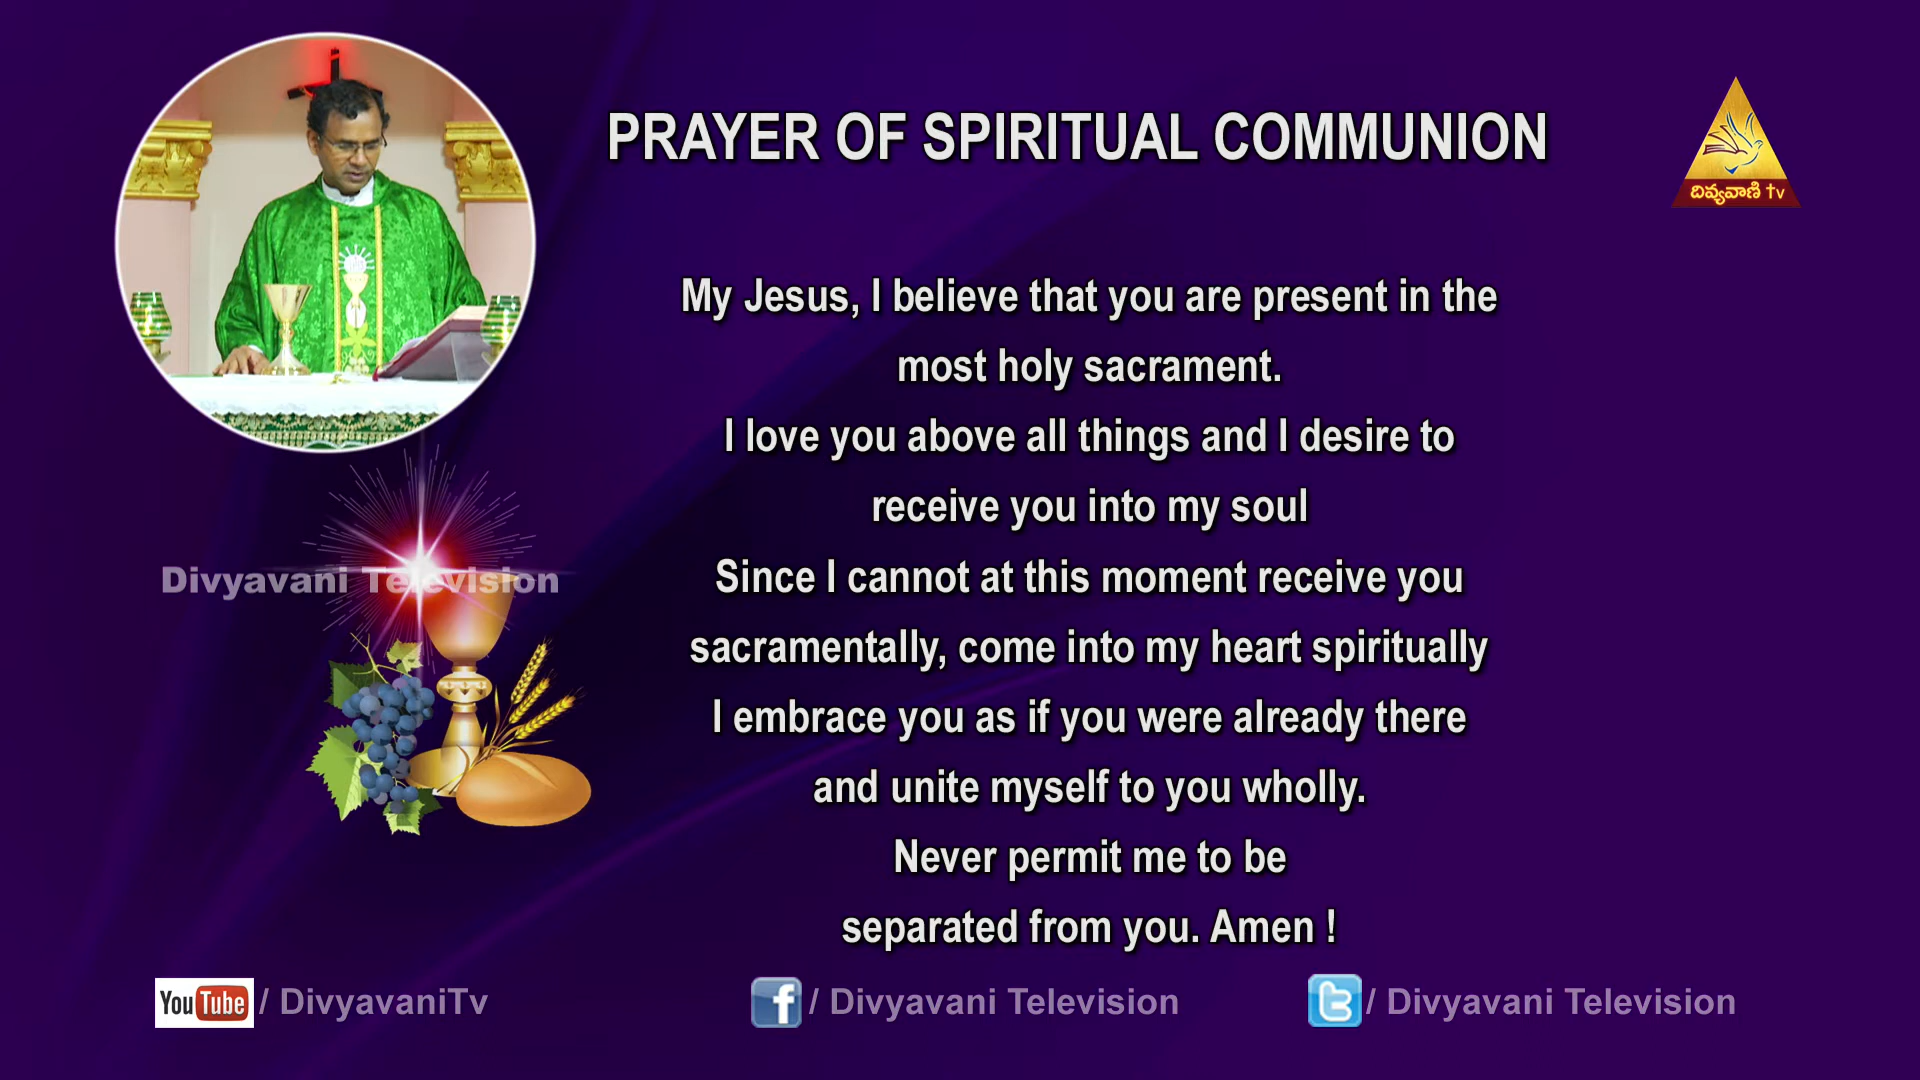 PRAYER OF SPIRITUAL COMMUNION
దివ్యవాణి tv
My Jesus, I believe that you are present in the
most holy sacrament.
I love you above all things and I desire to
receive you into my soul
Since I cannot at this moment receive you
sacramentally, come into my heart spiritually
I embrace you as if you were already there
and unite myself to you wholly.
Never permit me to be
separated from you. Amen !
Divyavani Television
YouTube / DivyavaniTv
f / Divyavani Television
t / Divyavani Television